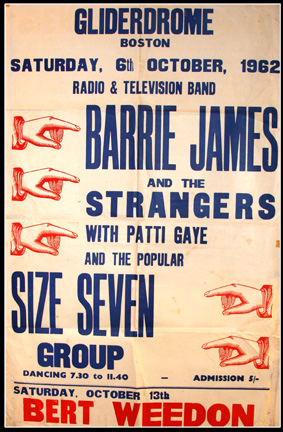 GLIDERDROME
BOSTON
SATURDAY, 6th OCTOBER, 1962
RADIO & TELEVISION BAND
BARRIE JAMES
AND THE
STRANGERS
WITH PATTI GAYE
AND THE POPULAR
SIZE SEVEN
GROUP
DANCING 7.30 to 11.40 - ADMISSION 5/-
SATURDAY, OCTOBER 13th
BERT WEEDON